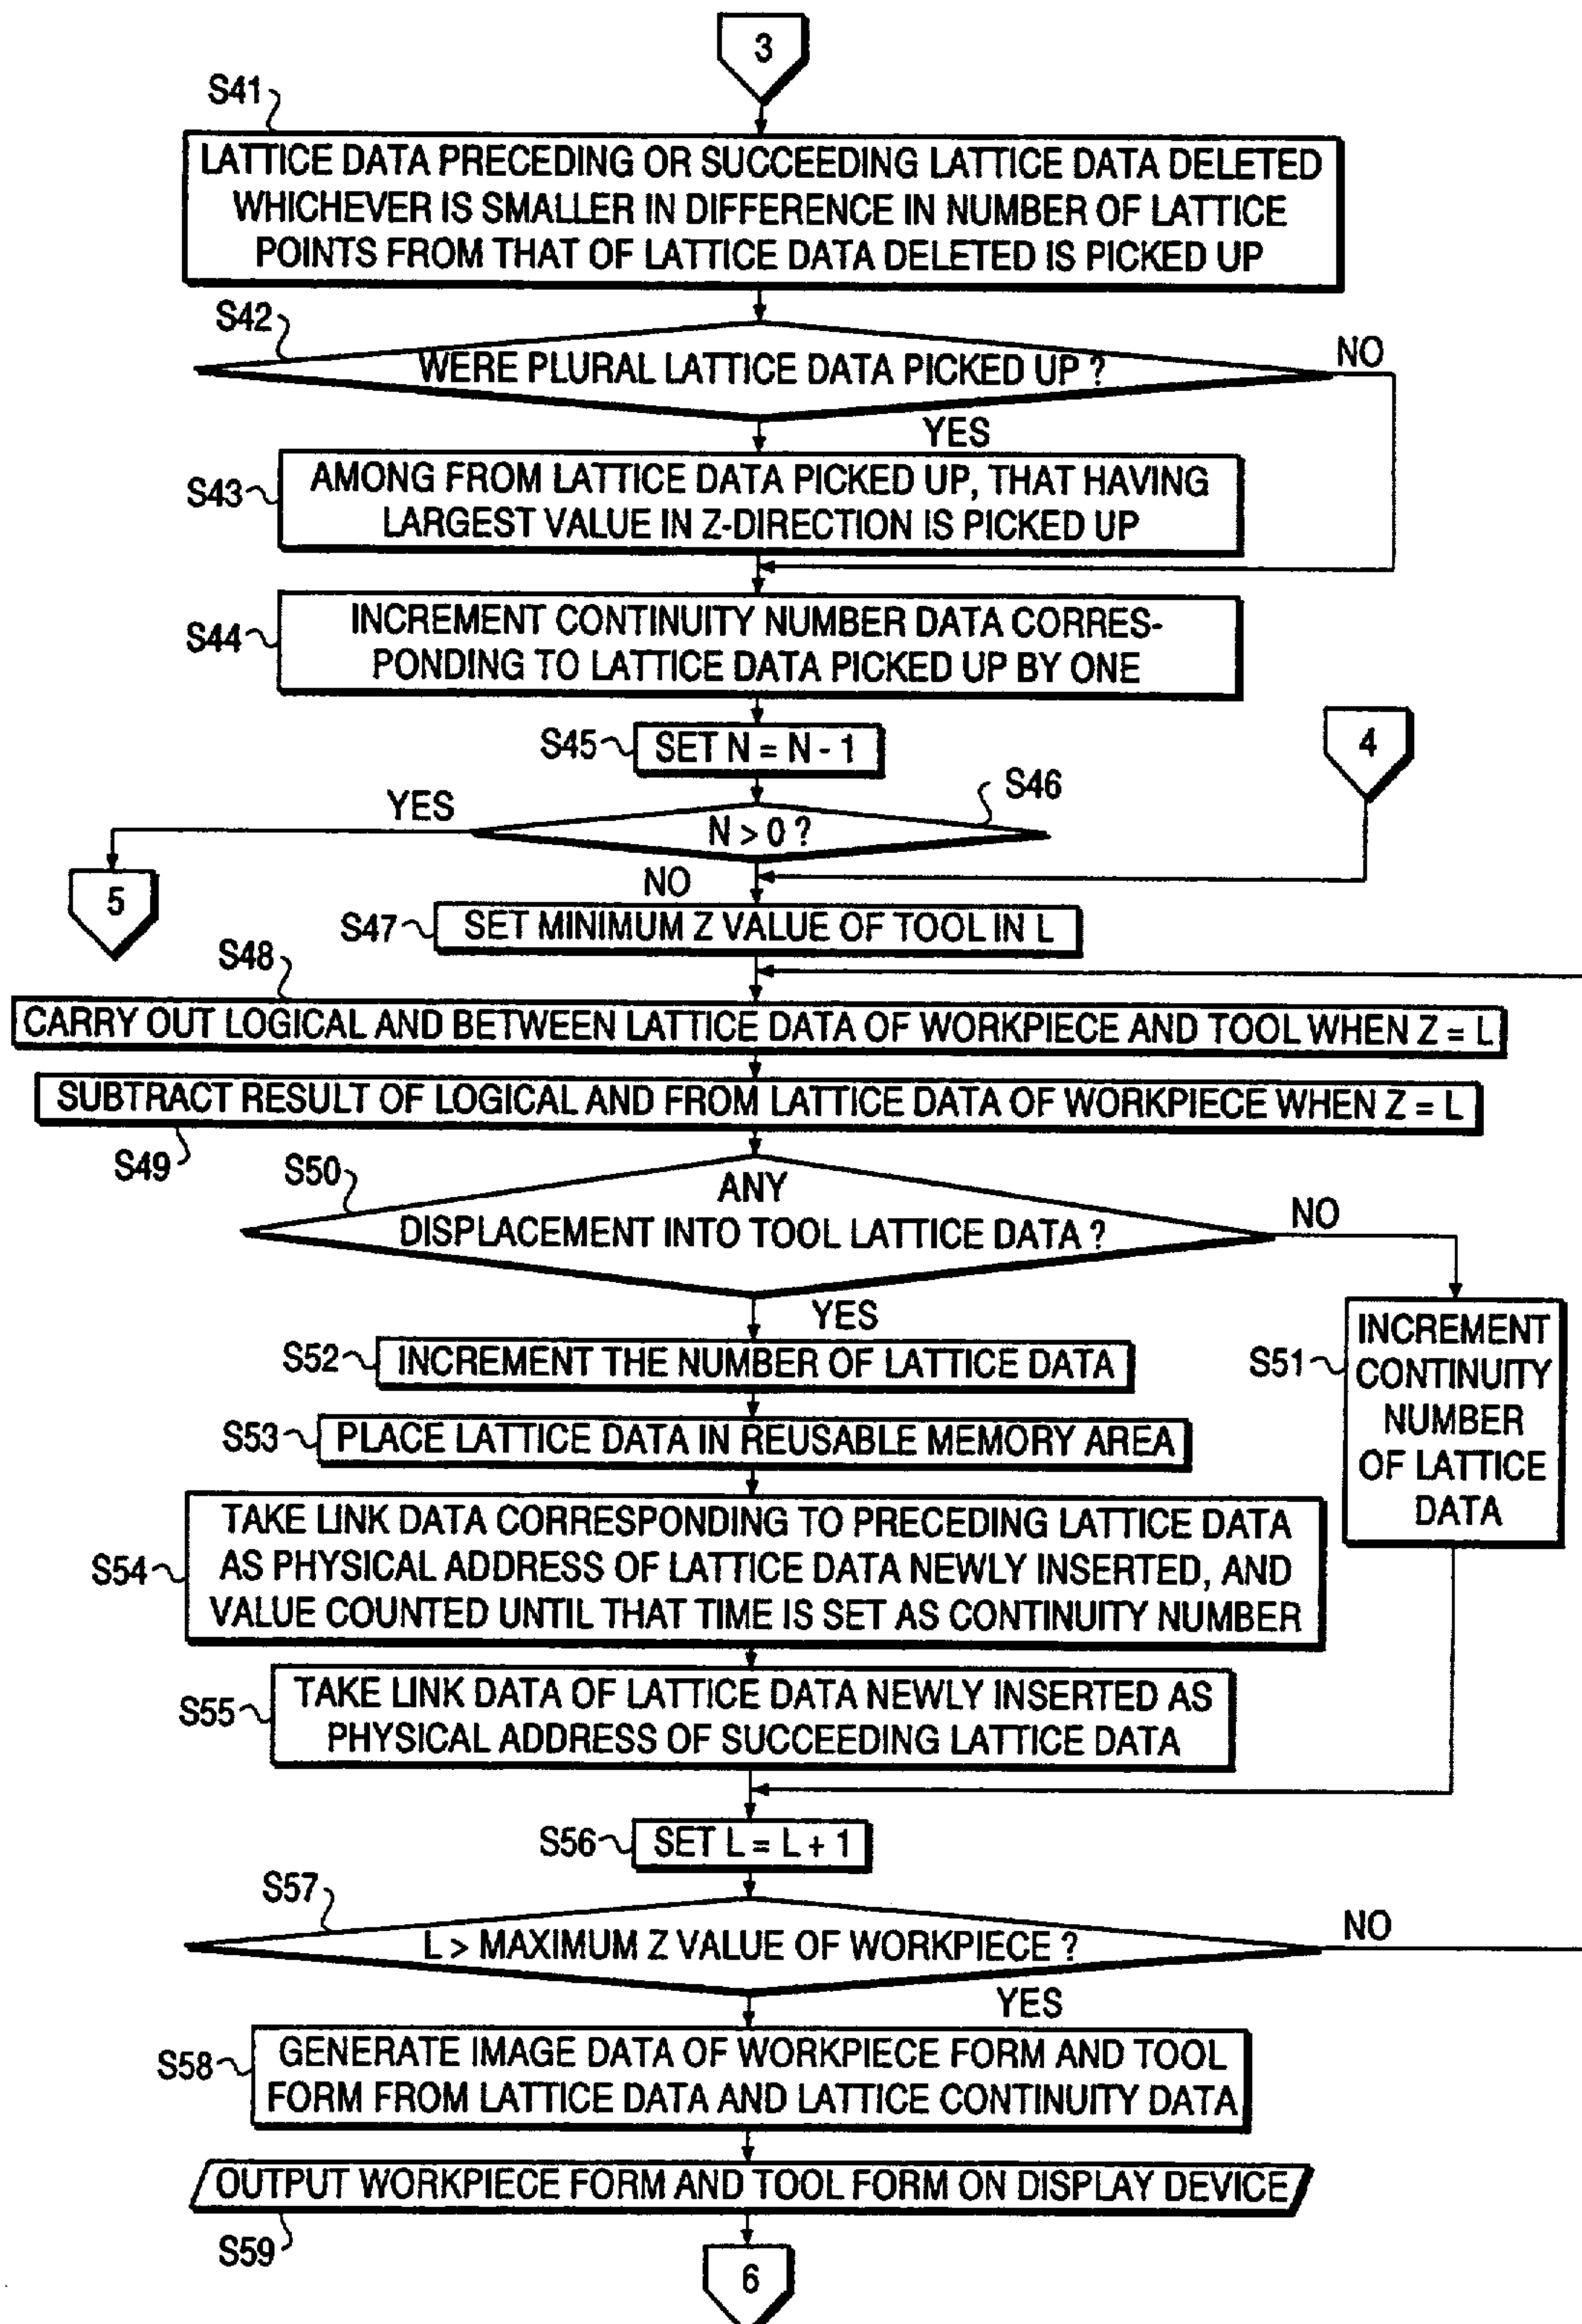 3
S41
LATTICE DATA PRECEDING OR SUCCEEDING LATTICE DATA DELETED
WHICHEVER IS SMALLER IN DIFFERENCE IN NUMBER OF LATTICE
POINTS FROM THAT OF LATTICE DATA DELETED IS PICKED UP
S42
WERE PLURAL LATTICE DATA PICKED UP ?
NO
YES
S43
AMONG FROM LATTICE DATA PICKED UP, THAT HAVING
LARGEST VALUE IN Z-DIRECTION IS PICKED UP
S44
INCREMENT CONTINUITY NUMBER DATA CORRES-
PONDING TO LATTICE DATA PICKED UP BY ONE
S45
SET N = N - 1
4
S46
YES
N > 0 ?
5
NO
S47
SET MINIMUM Z VALUE OF TOOL IN L
S48
CARRY OUT LOGICAL AND BETWEEN LATTICE DATA OF WORKPIECE AND TOOL WHEN Z = L
SUBTRACT RESULT OF LOGICAL AND FROM LATTICE DATA OF WORKPIECE WHEN Z = L
S49
S50
ANY
DISPLACEMENT INTO TOOL LATTICE DATA ?
NO
YES
S51
INCREMENT
CONTINUITY
NUMBER
OF LATTICE
DATA
S52
INCREMENT THE NUMBER OF LATTICE DATA
S53
PLACE LATTICE DATA IN REUSABLE MEMORY AREA
S54
TAKE LINK DATA CORRESPONDING TO PRECEDING LATTICE DATA
AS PHYSICAL ADDRESS OF LATTICE DATA NEWLY INSERTED, AND
VALUE COUNTED UNTIL THAT TIME IS SET AS CONTINUITY NUMBER
S55
TAKE LINK DATA OF LATTICE DATA NEWLY INSERTED AS
PHYSICAL ADDRESS OF SUCCEEDING LATTICE DATA
S56
SET L = L + 1
S57
L > MAXIMUM Z VALUE OF WORKPIECE ?
NO
YES
S58
GENERATE IMAGE DATA OF WORKPIECE FORM AND TOOL
FORM FROM LATTICE DATA AND LATTICE CONTINUITY DATA
OUTPUT WORKPIECE FORM AND TOOL FORM ON DISPLAY DEVICE
S59
6